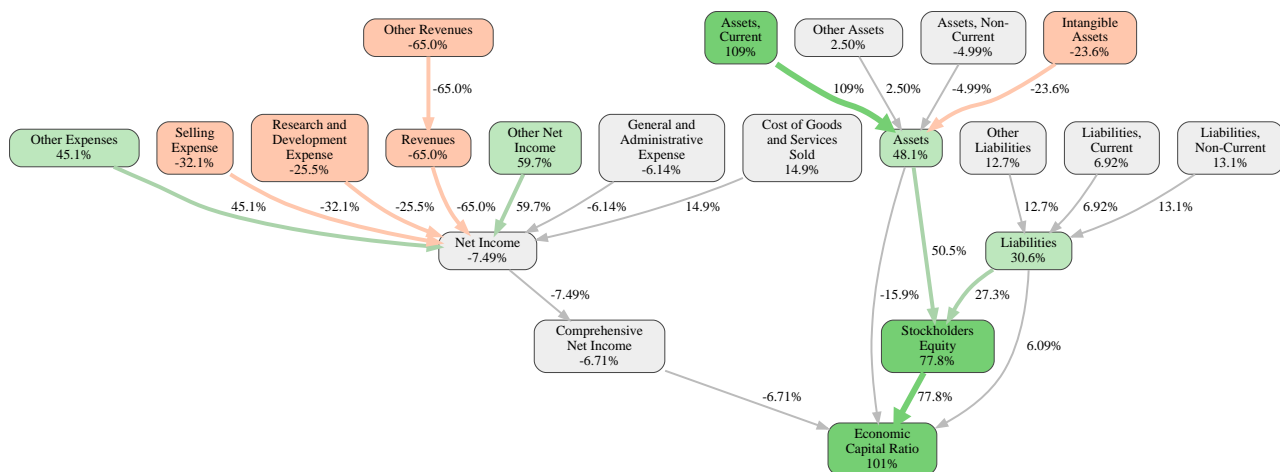 Other Revenues
-65.0%
Assets,
Current
109%
Other Assets
2.50%
Assets, Non-
Current
-4.99%
Intangible
Assets
-23.6%
-65.0%
109%
2.50%
-4.99%
-23.6%
Other Expenses
45.1%
Selling
Expense
-32.1%
Research and
Development
Expense
-25.5%
Revenues
-65.0%
Other Net
Income
59.7%
General and
Administrative
Expense
-6.14%
Cost of Goods
and Services
Sold
14.9%
Assets
48.1%
Other
Liabilities
12.7%
Liabilities,
Current
6.92%
Liabilities,
Non-Current
13.1%
45.1%
-32.1%
-25.5%
-65.0%
59.7%
-6.14%
14.9%
12.7%
6.92%
13.1%
Net Income
-7.49%
50.5%
Liabilities
30.6%
-7.49%
-15.9%
27.3%
Comprehensive
Net Income
-6.71%
Stockholders
Equity
77.8%
6.09%
-6.71%
77.8%
Economic
Capital Ratio
101%